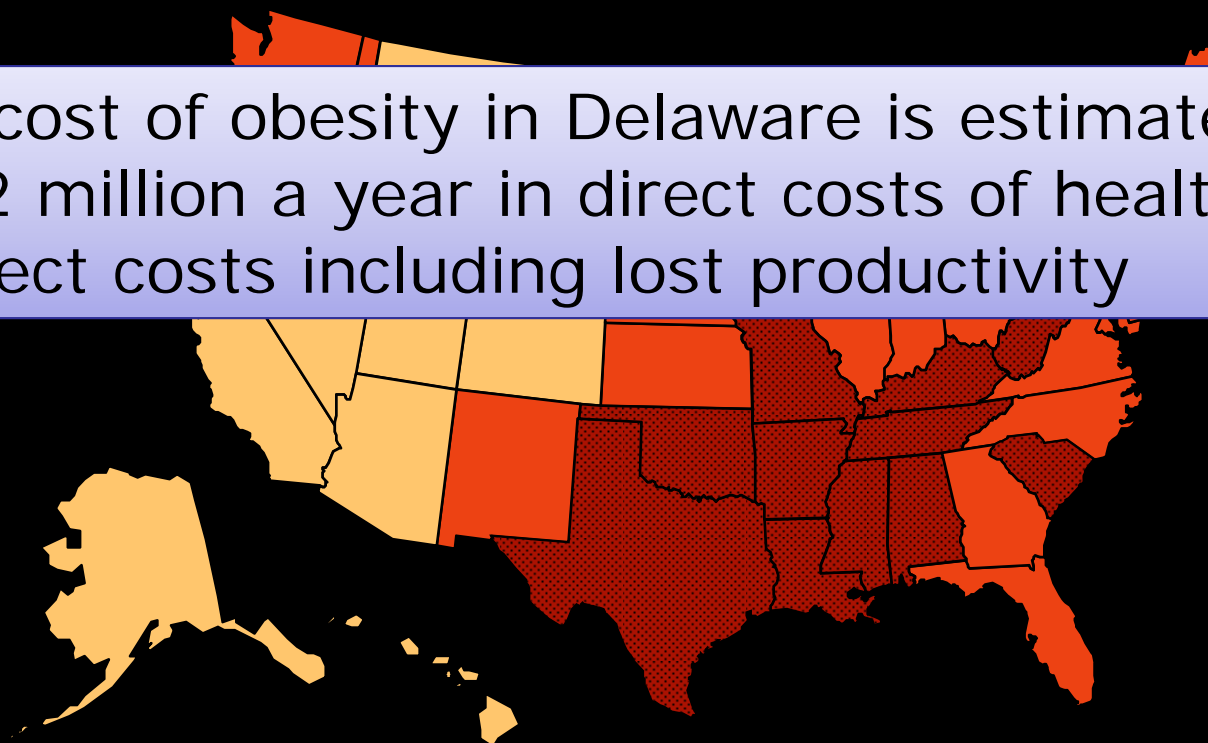 cost of obesity in Delaware is estimate
2 million a year in direct costs of healt
ect costs including lost productivity